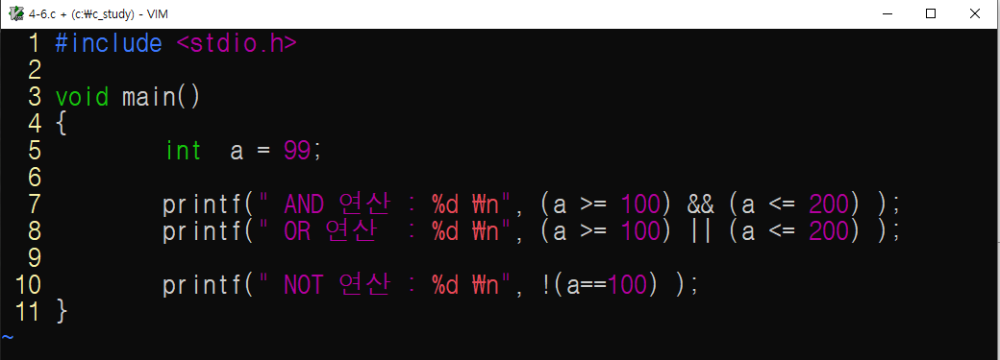 4-6.c + (c:₩c_study) - VIM
1 #include <stdio.h>
2
3 void main()
4 {
5         int  a = 99;
6
7         printf(" AND 연산 : %d ₩n", (a >= 100) && (a <= 200) );
8         printf(" OR 연산  : %d ₩n", (a >= 100) || (a <= 200) );
9
10         printf(" NOT 연산 : %d ₩n", !(a==100) );
11 }
~